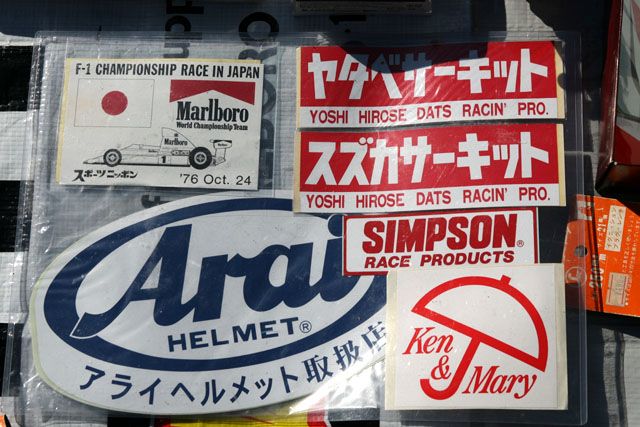 F-1 CHAMPIONSHIP RACE IN JAPAN
Marlboro
World Championship Team
Marlboro
1
スポーツニッポン
'76 Oct. 24
ヤタベサーキット
YOSHI HIROSE DATS RACIN' PRO.
スズカサーキット
YOSHI HIROSE DATS RACIN' PRO.
SIMPSON®
RACE PRODUCTS
Arai
HELMET®
アライヘルメット取扱店
Ken
& Mary